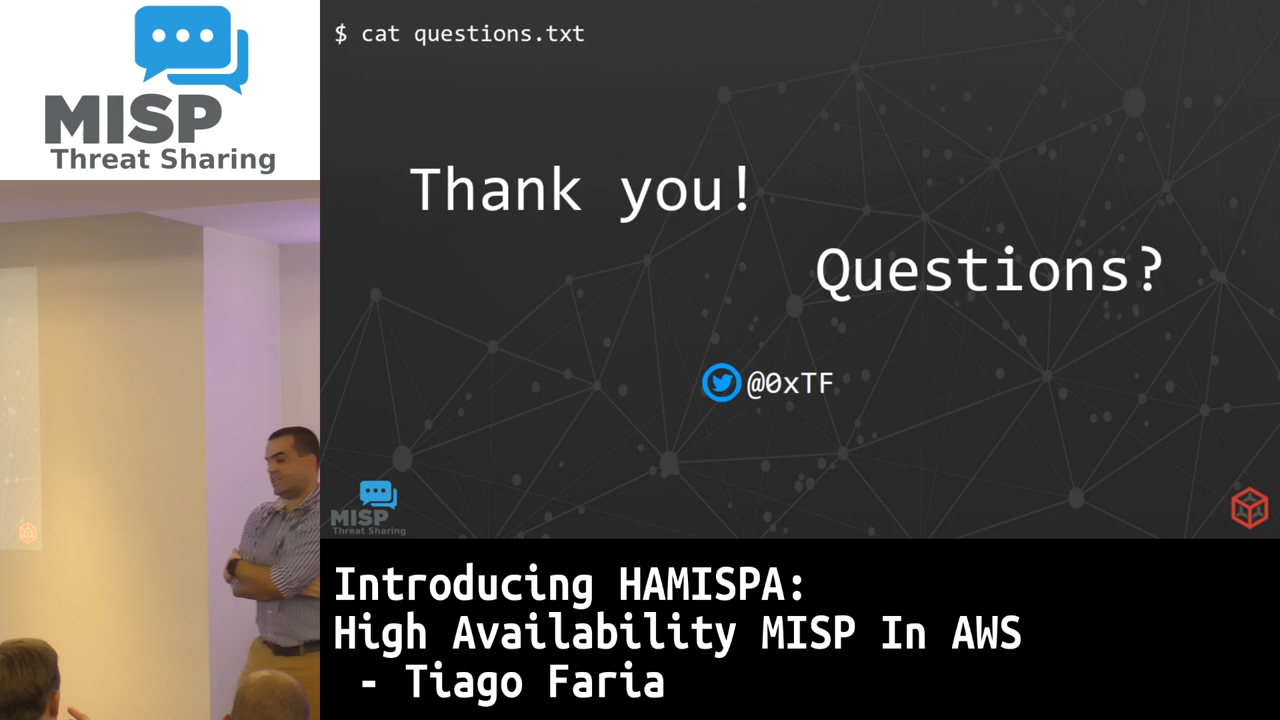 MISP
Threat Sharing
$ cat questions.txt
Thank you!
Questions?
@0xTF
MISP
Threat Sharing
Introducing HAMISPA:
High Availability MISP In AWS
- Tiago Faria